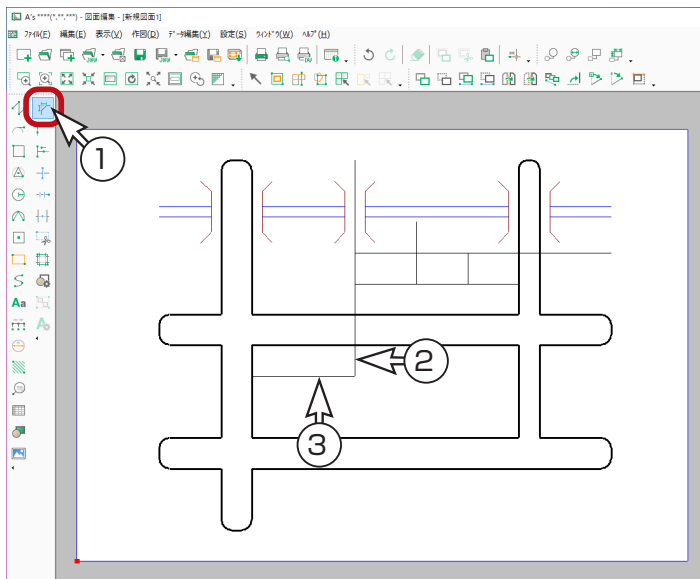 A's ****(*.**.***) - 図面編集 - [新規図面1]
ﾌｧｲﾙ(F) 編集(E) 表示(V) 作図(D) ﾃﾞｰﾀ編集(Y) 設定(S) ｳｨﾝﾄﾞｳ(W) ﾍﾙﾌﾟ(H)
JWW JWW
Aa
A
1
2
3